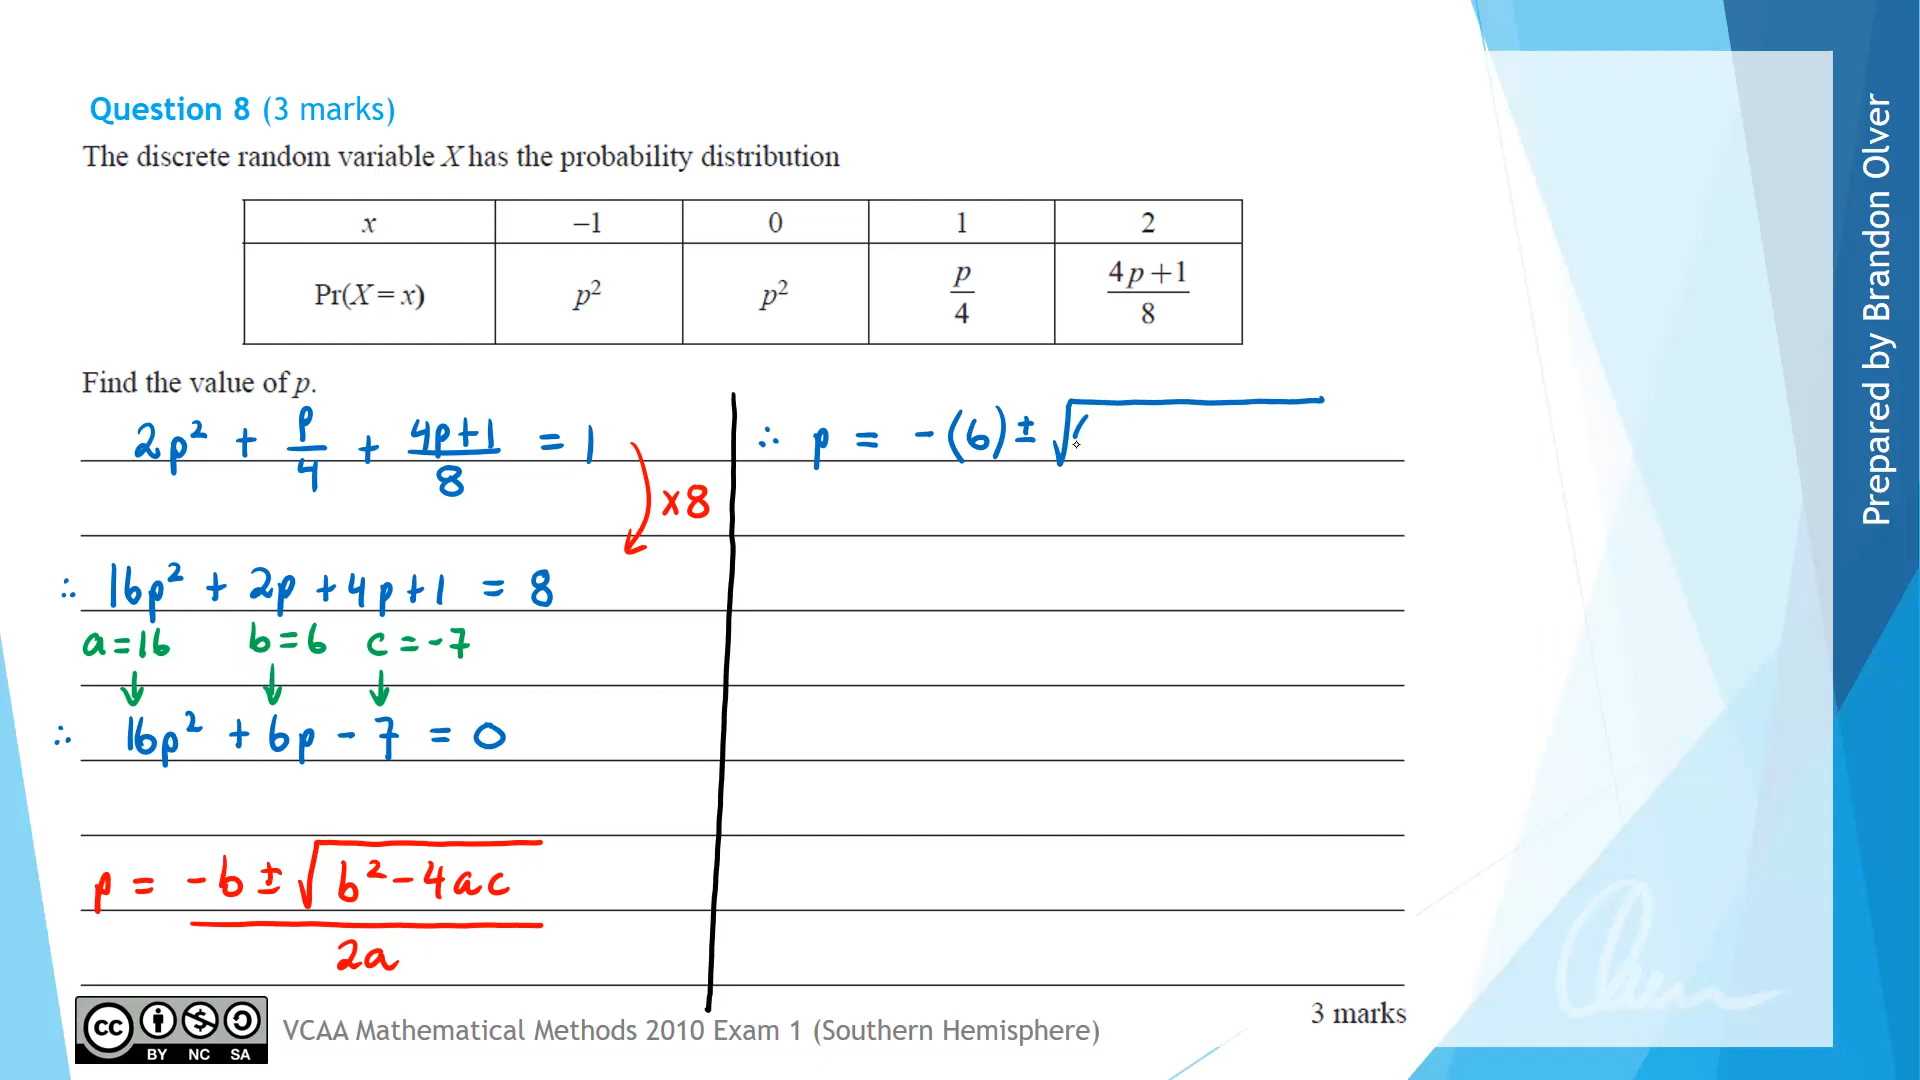 Question 8 (3 marks)
The discrete random variable X has the probability distribution
x −1 0 1 2
Pr(X = x) p² p² p/4 (4p+1)/8
Find the value of p.
2p² + p/4 + (4p+1)/8 = 1
×8
∴ 16p² + 2p + 4p + 1 = 8
a = 16 b = 6 c = -7
∴ 16p² + 6p - 7 = 0
p = (-b ± √(b² - 4ac))/2a
∴ p = -(6) ± √(
3 marks
cc BY NC SA
VCAA Mathematical Methods 2010 Exam 1 (Southern Hemisphere)
Prepared by Brandon Olver